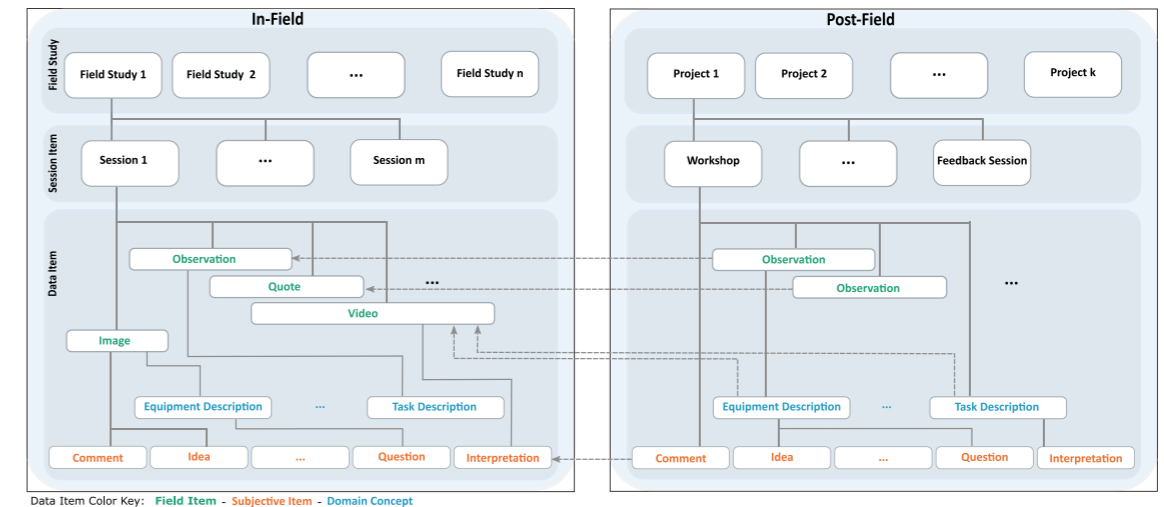 In-Field
Field Study
Field Study 1
Field Study 2
...
Field Study n
Session Item
Session 1
...
Session m
Data Item
Observation
Quote
...
Video
Image
Equipment Description
...
Task Description
Comment
Idea
...
Question
Interpretation
Post-Field
Project 1
Project 2
...
Project k
Workshop
...
Feedback Session
Observation
Observation
...
Equipment Description
...
Task Description
Comment
Idea
...
Question
Interpretation
Data Item Color Key: Field Item - Subjective Item - Domain Concept